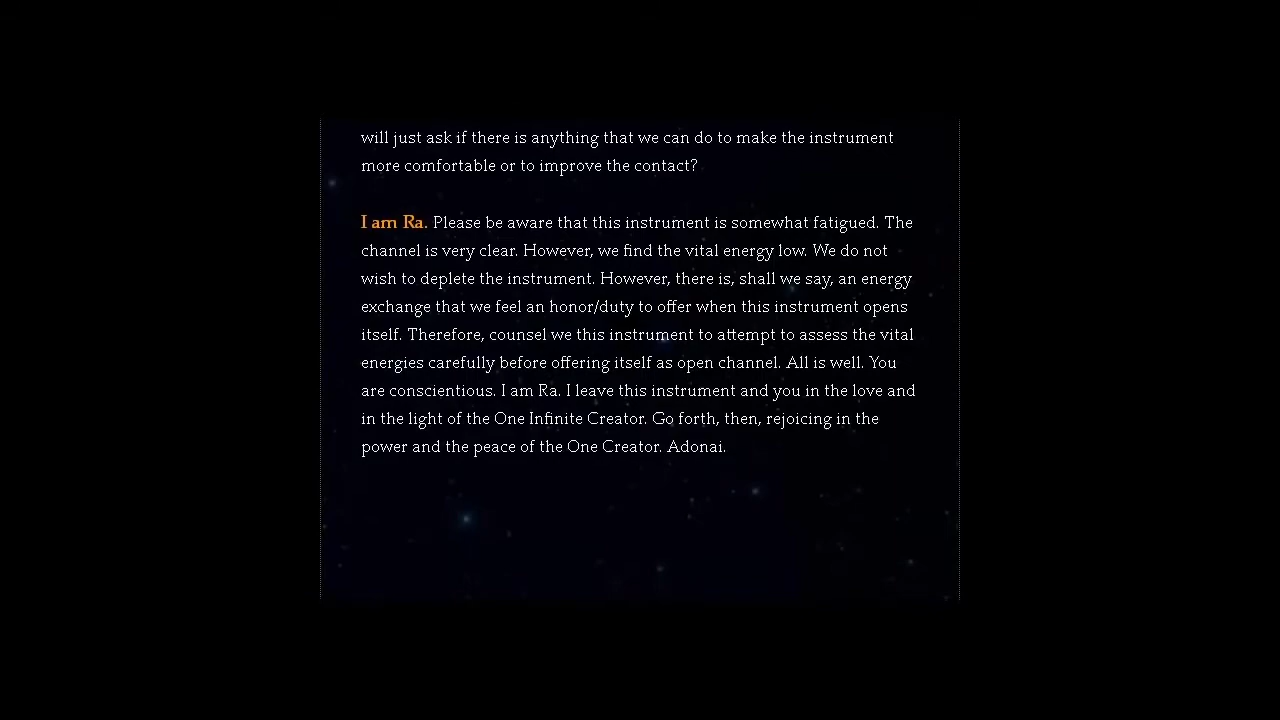 will just ask if there is anything that we can do to make the instrument
more comfortable or to improve the contact?
I am Ra. Please be aware that this instrument is somewhat fatigued. The
channel is very clear. However, we find the vital energy low. We do not
wish to deplete the instrument. However, there is, shall we say, an energy
exchange that we feel an honor/duty to offer when this instrument opens
itself. Therefore, counsel we this instrument to attempt to assess the vital
energies carefully before offering itself as open channel. All is well. You
are conscientious. I am Ra. I leave this instrument and you in the love and
in the light of the One Infinite Creator. Go forth, then, rejoicing in the
power and the peace of the One Creator. Adonai.